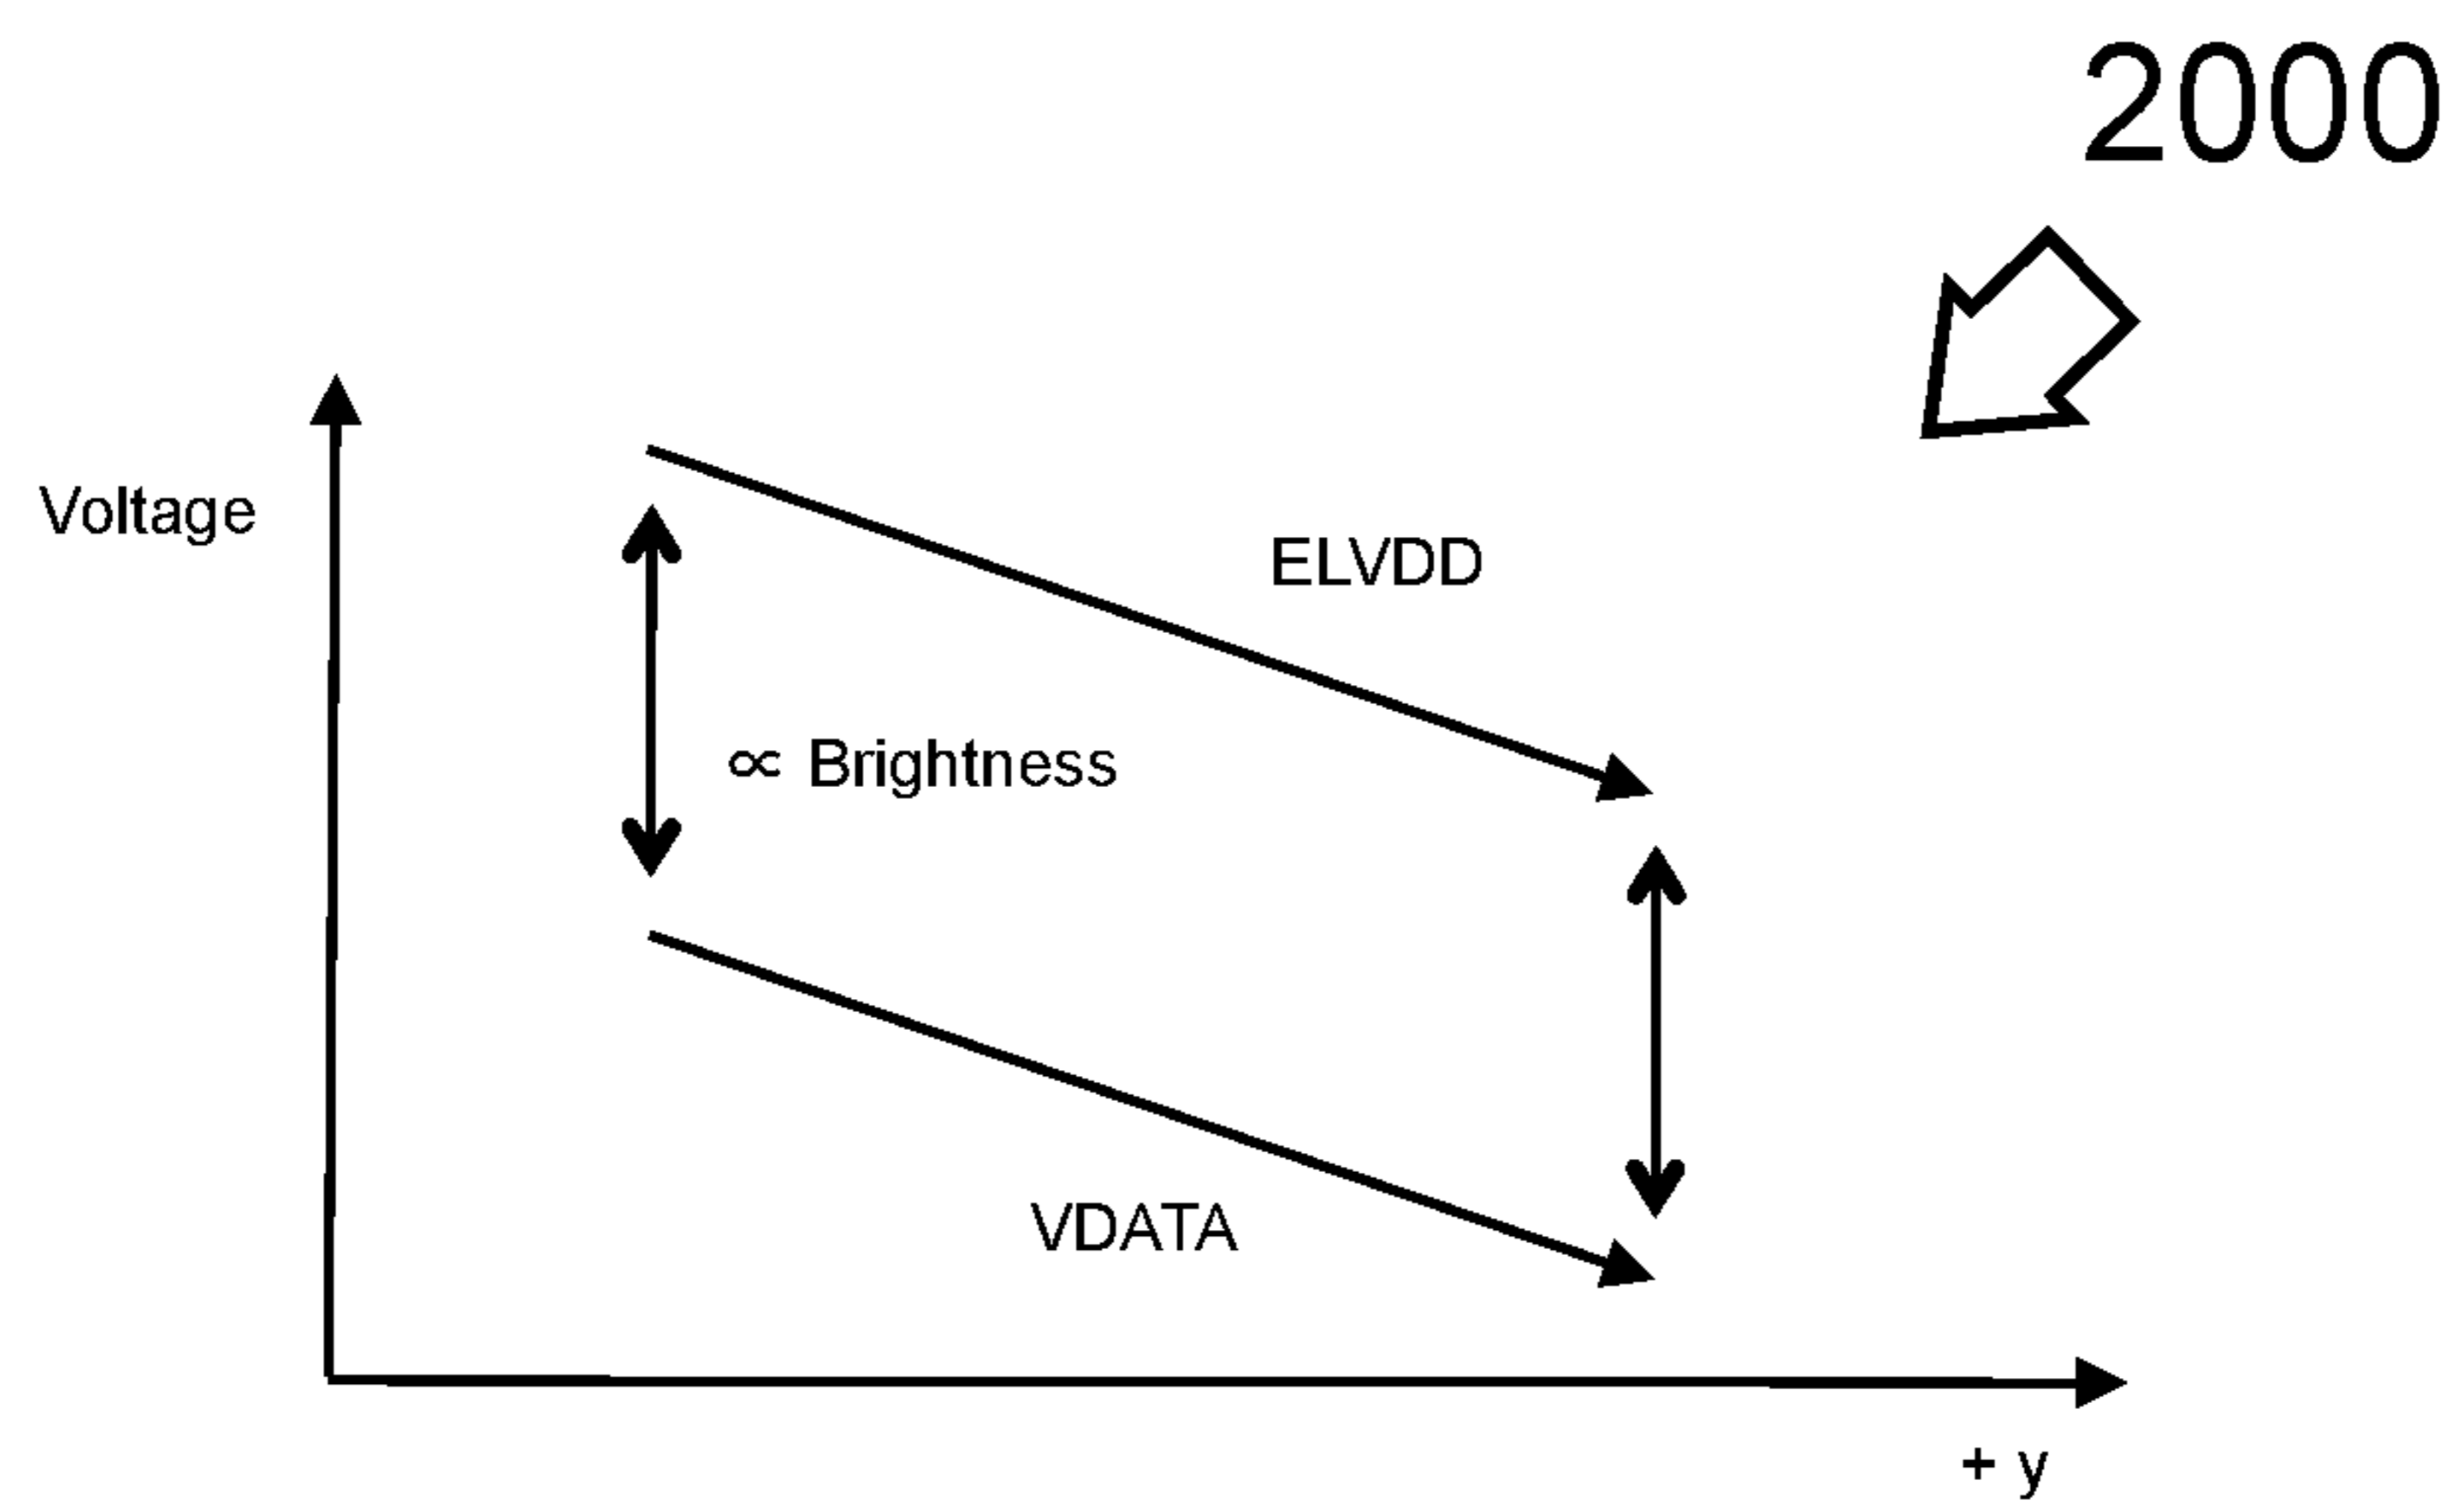 2000
Voltage
ELVDD
∝ Brightness
VDATA
+ y